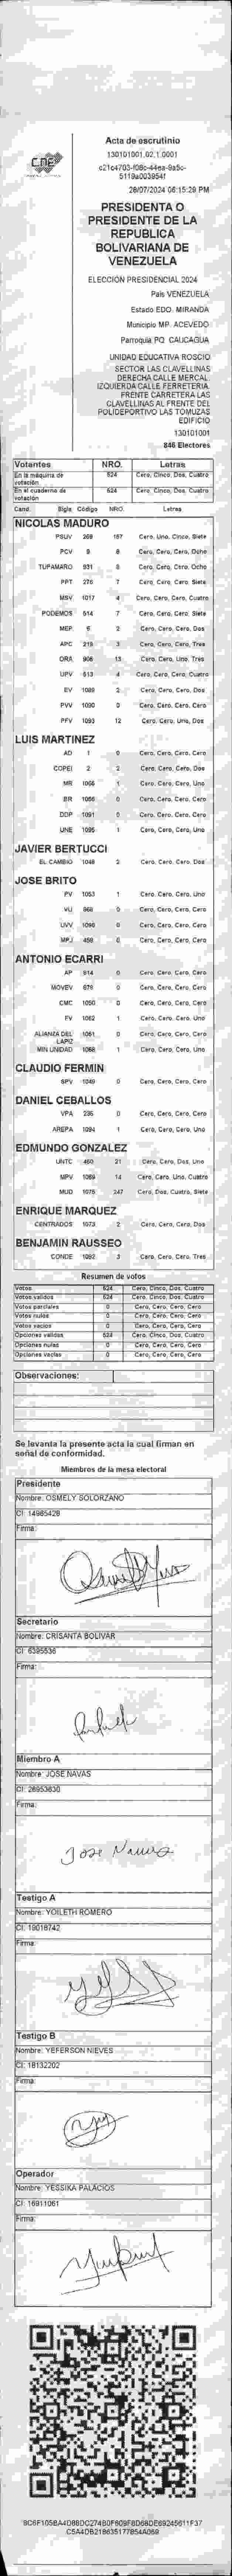 CNE
Acta de escrutinio
130101001.02.1.0001
28/07/2024 06:15:29 PM
PRESIDENTA O
PRESIDENTE DE LA
REPUBLICA
BOLIVARIANA DE
VENEZUELA
ELECCIÓN PRESIDENCIAL 2024
País VENEZUELA
Estado EDO. MIRANDA
Municipio MP. ACEVEDO
Parroquia PQ. CAUCAGUA
UNIDAD EDUCATIVA ROSCIO
SECTOR LAS CLAVELLINAS
DERECHA CALLE MERCAL.
IZQUIERDA CALLE FERRETERIA.
FRENTE CARRETERA LAS
CLAVELLINAS AL FRENTE DEL
POLIDEPORTIVO LAS TOMUZAS
EDIFICIO
130101001
846 Electores
Votantes NRO. Letras
En la máquina de votación 524 Cero, Cinco, Dos, Cuatro
En el cuaderno de votación 524 Cero, Cinco, Dos, Cuatro
Cand. Sigla Código NRO. Letras
NICOLAS MADURO
PSUV 268 157 Cero, Uno, Cinco, Siete
PCV 9 8 Cero, Cero, Cero, Ocho
TUPAMARO 931 8 Cero, Cero, Cero, Ocho
PPT 270 7 Cero, Cero, Cero, Siete
MSV 1017 4 Cero, Cero, Cero, Cuatro
PODEMOS 514 7 Cero, Cero, Cero, Siete
MEP 6 2 Cero, Cero, Cero, Dos
APC 219 3 Cero, Cero, Cero, Tres
ORA 908 13 Cero, Cero, Uno, Tres
UPV 613 4 Cero, Cero, Cero, Cuatro
EV 1089 2 Cero, Cero, Cero, Dos
PVV 1090 0 Cero, Cero, Cero, Cero
PFV 1093 12 Cero, Cero, Uno, Dos
LUIS MARTINEZ
AD 1 0 Cero, Cero, Cero, Cero
COPEI 2 2 Cero, Cero, Cero, Dos
MR 1 Cero, Cero, Cero, Uno
BR 1066 0 Cero, Cero, Cero, Cero
DDP 1091 0 Cero, Cero, Cero, Cero
UNE 1095 1 Cero, Cero, Cero, Uno
JAVIER BERTUCCI
EL CAMBIO 1048 2 Cero, Cero, Cero, Dos
JOSE BRITO
PV 1053 1 Cero, Cero, Cero, Uno
VU 868 0 Cero, Cero, Cero, Cero
UVV 1098 0 Cero, Cero, Cero, Cero
MPJ 458 0 Cero, Cero, Cero, Cero
ANTONIO ECARRI
AP 914 0 Cero, Cero, Cero, Cero
MOVEV 978 0 Cero, Cero, Cero, Cero
CMC 1050 0 Cero, Cero, Cero, Cero
FV 1062 1 Cero, Cero, Cero, Uno
ALIANZA DEL LAPIZ 1061 0 Cero, Cero, Cero, Cero
MIN UNIDAD 1068 1 Cero, Cero, Cero, Uno
CLAUDIO FERMIN
SPV 1049 0 Cero, Cero, Cero, Cero
DANIEL CEBALLOS
VPA 236 0 Cero, Cero, Cero, Cero
AREPA 1094 1 Cero, Cero, Cero, Uno
EDMUNDO GONZALEZ
UNTC 460 21 Cero, Cero, Dos, Uno
MPV 1069 14 Cero, Cero, Uno, Cuatro
MUD 1075 247 Cero, Dos, Cuatro, Siete
ENRIQUE MARQUEZ
CENTRADOS 1073 2 Cero, Cero, Cero, Dos
BENJAMIN RAUSSEO
CONDE 1092 3 Cero, Cero, Cero, Tres
Resumen de votos
Votos 524 Cero, Cinco, Dos, Cuatro
Votos válidos 524 Cero, Cinco, Dos, Cuatro
Votos parciales 0 Cero, Cero, Cero, Cero
Votos nulos 0 Cero, Cero, Cero, Cero
Votos vacíos 0 Cero, Cero, Cero, Cero
Opciones válidas 524 Cero, Cinco, Dos, Cuatro
Opciones nulas 0 Cero, Cero, Cero, Cero
Opciones vacías 0 Cero, Cero, Cero, Cero
Observaciones:
Se levanta la presente acta la cual firman en
señal de conformidad.
Miembros de la mesa electoral
Presidente
Nombre: OSMELY SOLORZANO
CI: 14985428
Firma:
Secretario
Nombre: CRISANTA BOLIVAR
CI: 6395536
Firma:
Miembro A
Nombre: JOSE NAVAS
CI: 26953830
Firma:
Jose Navas
Testigo A
Nombre: YOILETH ROMERO
CI: 19018742
Firma:
Testigo B
Nombre: YEFERSON NIEVES
CI: 18132202
Firma:
Operador
Nombre: YESSIKA PALACIOS
CI: 16911061
Firma: